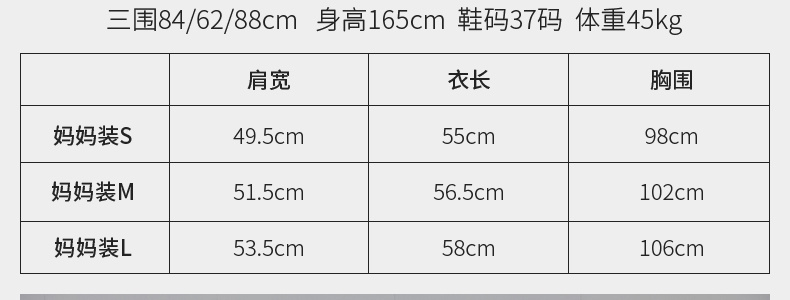 三围84/62/88cm 身高165cm 鞋码37码 体重45kg
肩宽 衣长 胸围
妈妈装S 49.5cm 55cm 98cm
妈妈装M 51.5cm 56.5cm 102cm
妈妈装L 53.5cm 58cm 106cm